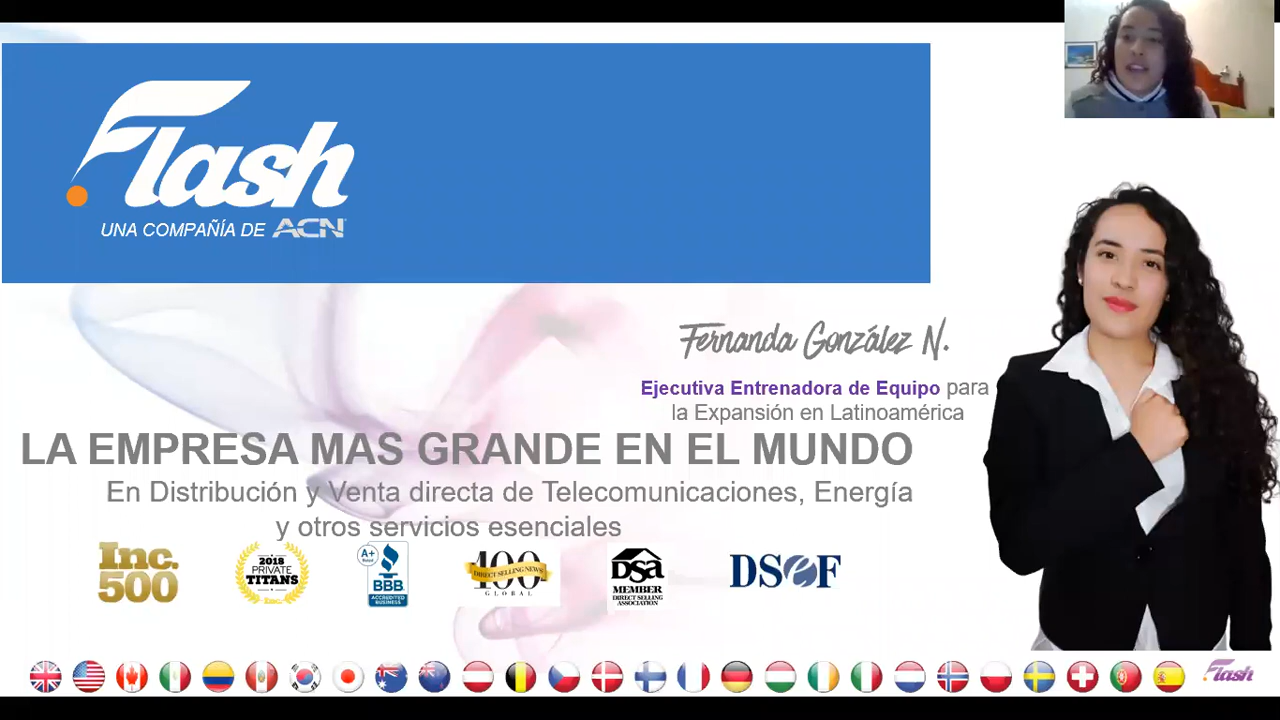 Flash
UNA COMPAÑÍA DE ACN
Fernanda González N.
Ejecutiva Entrenadora de Equipo para
la Expansión en Latinoamérica
LA EMPRESA MAS GRANDE EN EL MUNDO
En Distribución y Venta directa de Telecomunicaciones, Energía
y otros servicios esenciales
Inc.
500
2018
PRIVATE
TITANS
Inc.
A+
BBB
ACCREDITED
BUSINESS
100
DIRECT SELLING NEWS
GLOBAL
DSA
MEMBER
DIRECT SELLING
ASSOCIATION
DSEF
Flash